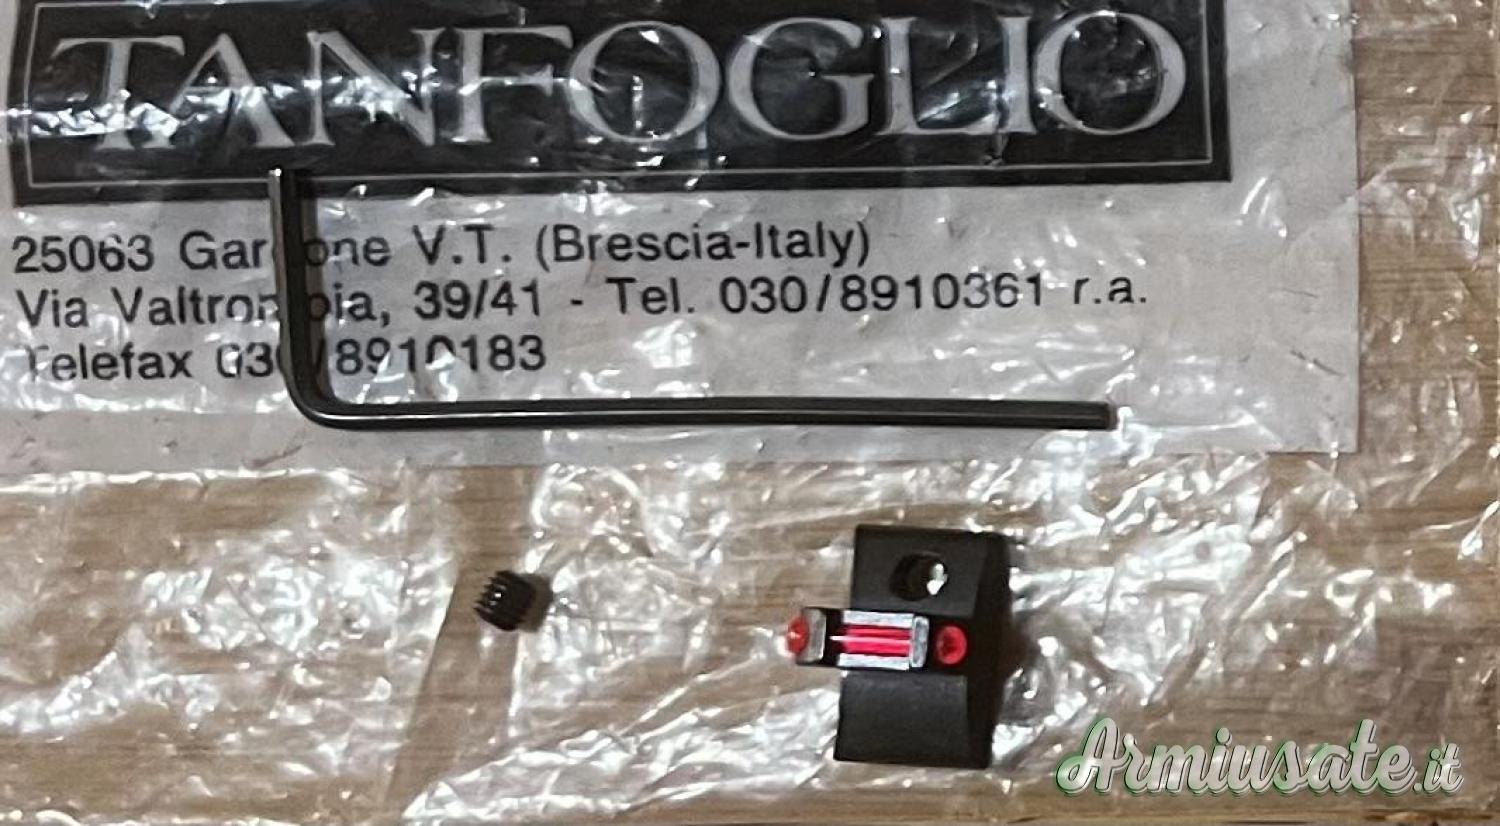 TANFOGLIO
25063 Gardone V.T. (Brescia-Italy)
Via Valtrompia, 39/41 - Tel. 030/8910361 r.a.
Telefax 030/8910183
Armiusate.it